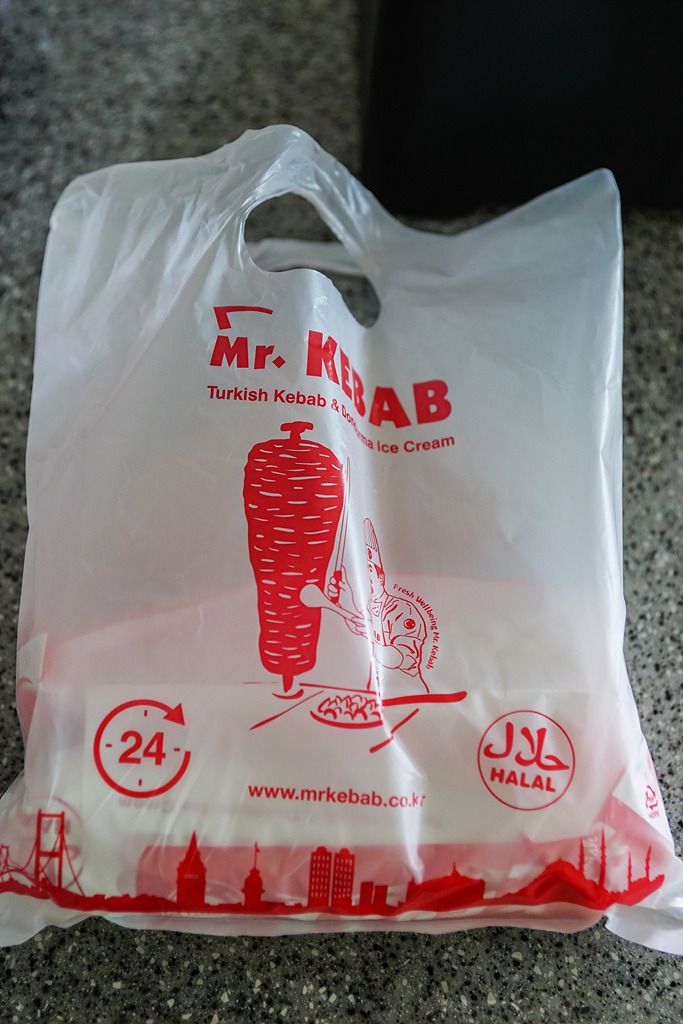 Mr. KEBAB
Turkish Kebab & Dondurma Ice Cream
Fresh Wellbeing Mr. Kebab
24
حلال
HALAL
www.mrkebab.co.kr